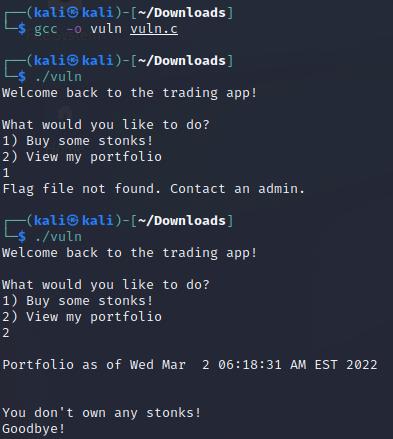 ┌──(kali㉿kali)-[~/Downloads]
└─$ gcc -o vuln vuln.c
┌──(kali㉿kali)-[~/Downloads]
└─$ ./vuln
Welcome back to the trading app!
What would you like to do?
1) Buy some stonks!
2) View my portfolio
1
Flag file not found. Contact an admin.
┌──(kali㉿kali)-[~/Downloads]
└─$ ./vuln
Welcome back to the trading app!
What would you like to do?
1) Buy some stonks!
2) View my portfolio
2
Portfolio as of Wed Mar  2 06:18:31 AM EST 2022
You don't own any stonks!
Goodbye!